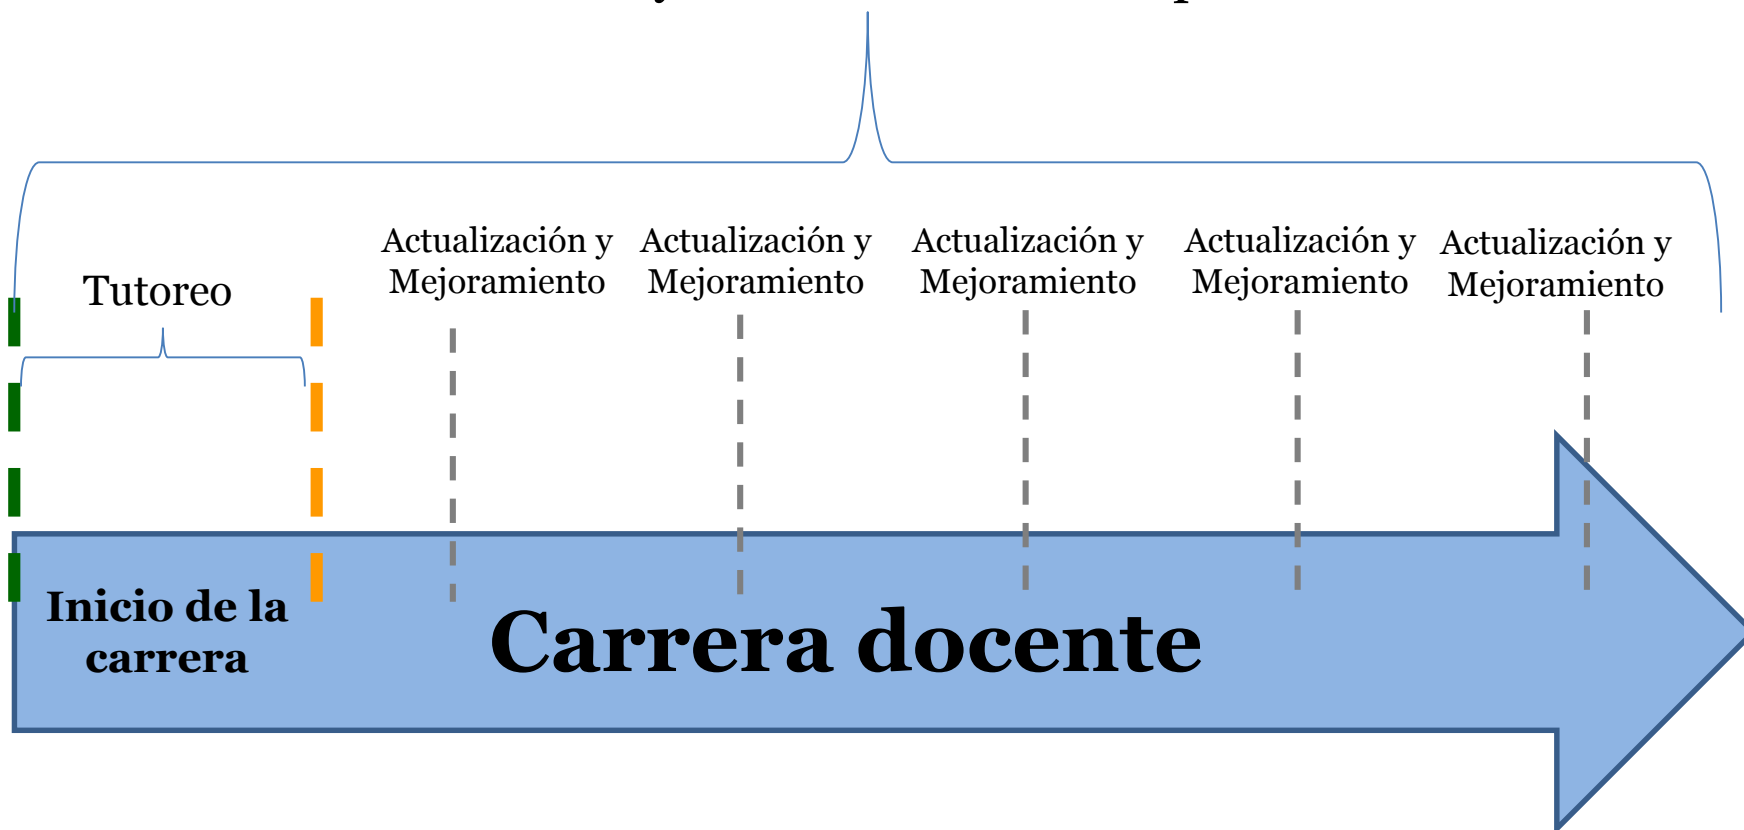 Tutoreo
Actualización y
Mejoramiento
Actualización y
Mejoramiento
Actualización y
Mejoramiento
Actualización y
Mejoramiento
Actualización y
Mejoramiento
Inicio de la
carrera
Carrera docente